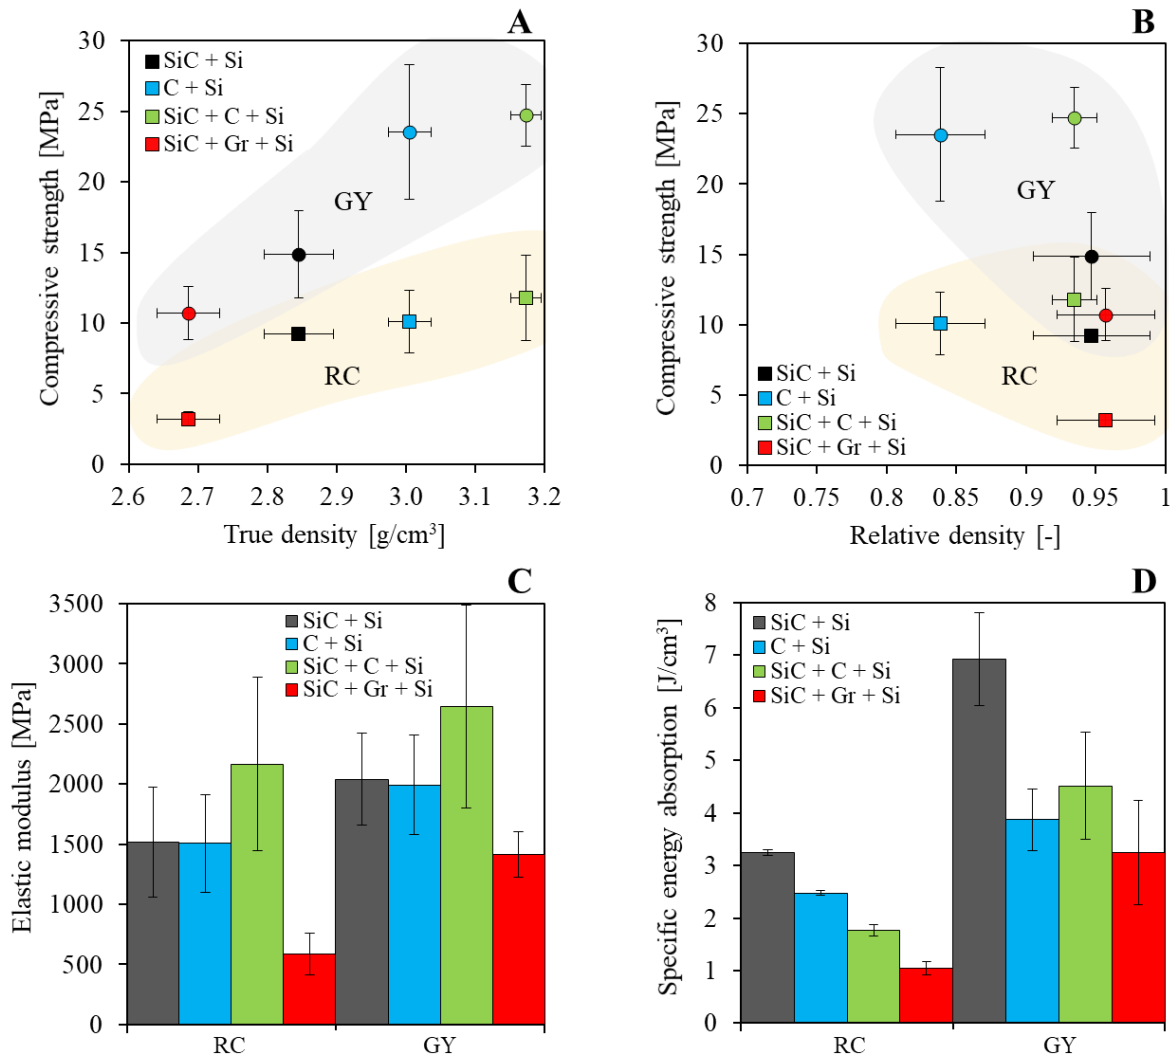 A
Compressive strength [MPa]
30
25
20
15
10
5
0
SiC + Si
C + Si
SiC + C + Si
SiC + Gr + Si
GY
RC
2.6 2.7 2.8 2.9 3.0 3.1 3.2
True density [g/cm³]
B
Compressive strength [MPa]
30
25
20
15
10
5
0
GY
RC
SiC + Si
C + Si
SiC + C + Si
SiC + Gr + Si
0.7 0.75 0.8 0.85 0.9 0.95 1
Relative density [-]
C
Elastic modulus [MPa]
3500
3000
2500
2000
1500
1000
500
0
SiC + Si
C + Si
SiC + C + Si
SiC + Gr + Si
RC GY
D
Specific energy absorption [J/cm³]
8
7
6
5
4
3
2
1
0
SiC + Si
C + Si
SiC + C + Si
SiC + Gr + Si
RC GY